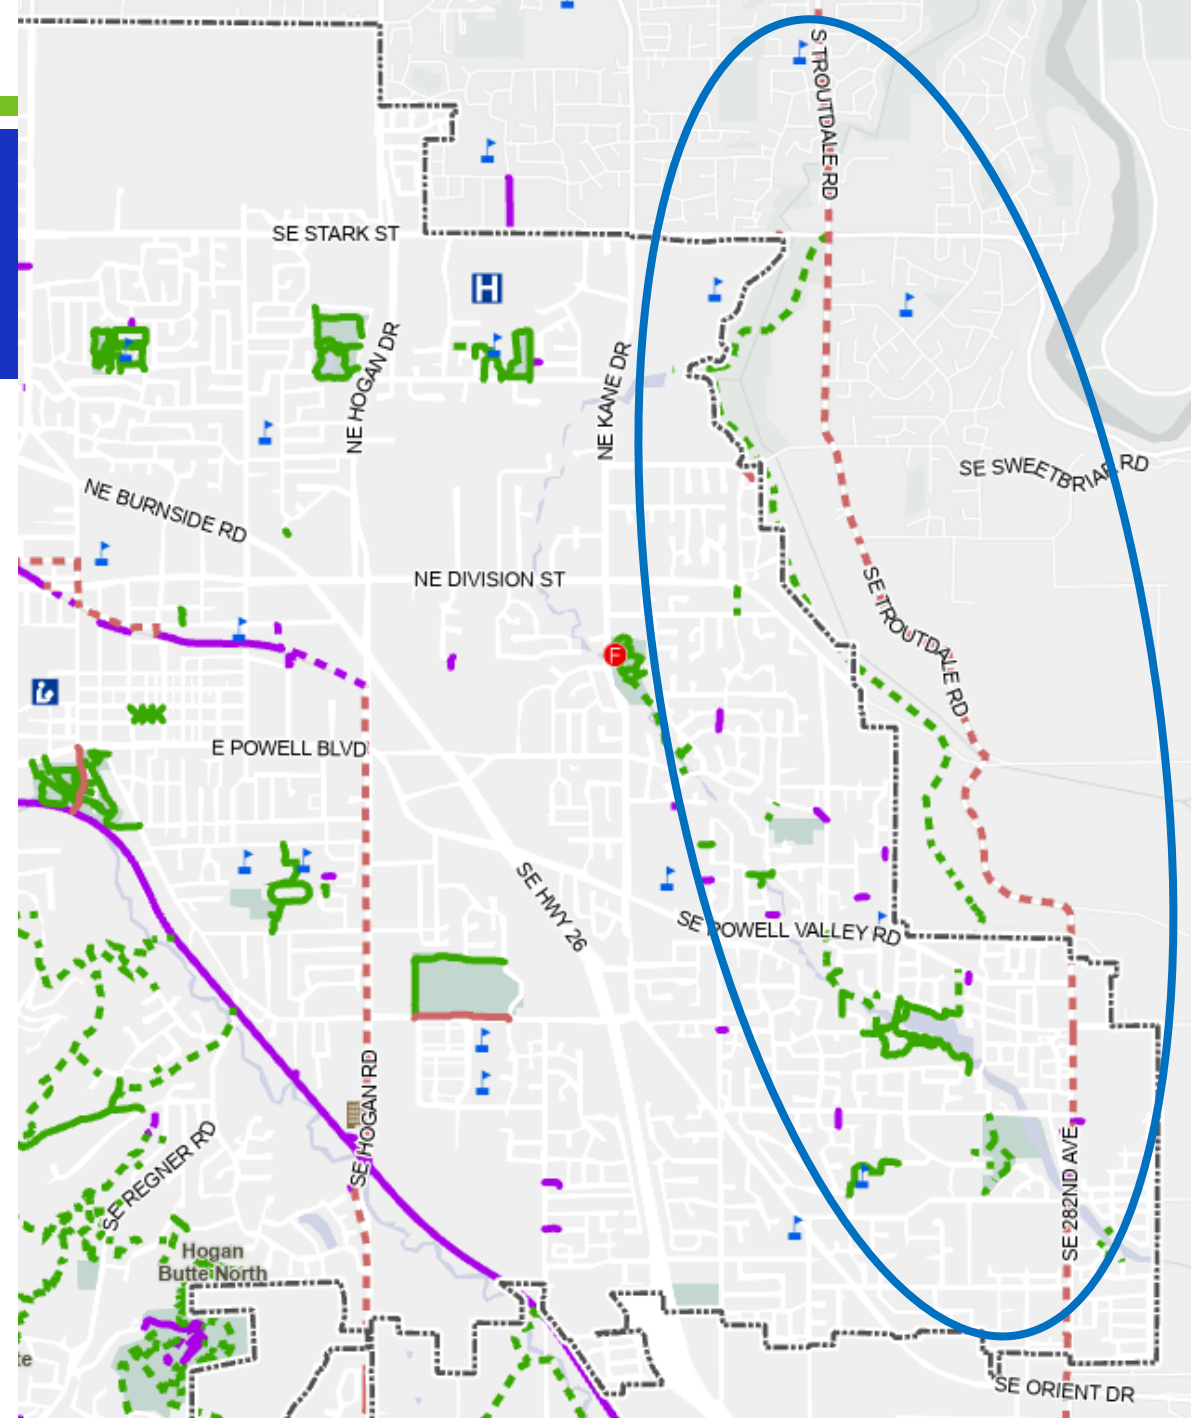 S TROUTDALE RD
SE STARK ST
H
NE HOGAN DR
NE KANE DR
SE SWEETBRIAR RD
NE BURNSIDE RD
NE DIVISION ST
SE TROUTDALE RD
F
E POWELL BLVD
SE HWY 26
SE POWELL VALLEY RD
SE HOGAN RD
SE REGNER RD
SE 282ND AVE
Hogan
Butte North
te
SE ORIENT DR